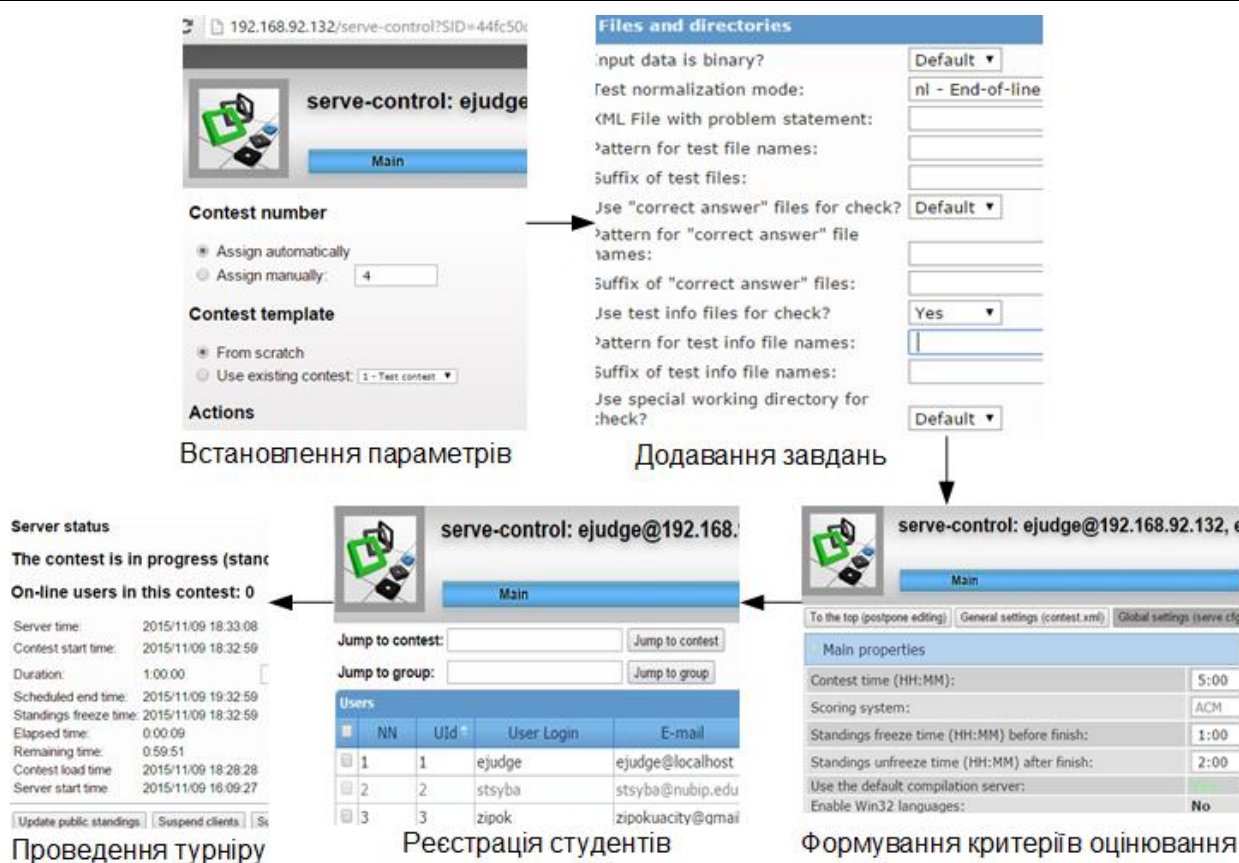 192.168.92.132/serve-control?SID=44fc50
serve-control: ejudge
Main
Contest number
Assign automatically
Assign manually: 4
Contest template
From scratch
Use existing contest: 1 - Test contest
Actions
Встановлення параметрів
Files and directories
nput data is binary? Default
Test normalization mode: nl - End-of-line
XML File with problem statement:
Pattern for test file names:
Suffix of test files:
Use "correct answer" files for check? Default
Pattern for "correct answer" file
names:
Suffix of "correct answer" files:
Use test info files for check? Yes
Pattern for test info file names:
Suffix of test info file names:
Use special working directory for
check? Default
Додавання завдань
serve-control: ejudge@192.168.92.132, e
Main
To the top (postpone editing) General settings (contest.xml) Global settings (serve cfg
Main properties
Contest time (HH:MM): 5:00
Scoring system: ACM
Standings freeze time (HH:MM) before finish: 1:00
Standings unfreeze time (HH:MM) after finish: 2:00
Use the default compilation server:
Enable Win32 languages: No
Формування критеріїв оцінювання
serve-control: ejudge@192.168.
Main
Jump to contest: Jump to contest
Jump to group: Jump to group
Users
NN UId User Login E-mail
1 1 ejudge ejudge@localhost
2 2 stsyba stsyba@nubip.edu
3 3 zipok zipokuacity@gmai
Реєстрація студентів
Server status
The contest is in progress (stand
On-line users in this contest: 0
Server time: 2015/11/09 18:33:08
Contest start time: 2015/11/09 18:32:59
Duration: 1:00:00
Scheduled end time: 2015/11/09 19:32:59
Standings freeze time: 2015/11/09 18:32:59
Elapsed time: 0:00:09
Remaining time: 0:59:51
Contest load time 2015/11/09 18:28:28
Server start time 2015/11/09 16:09:27
Update public standings Suspend clients
Проведення турніру